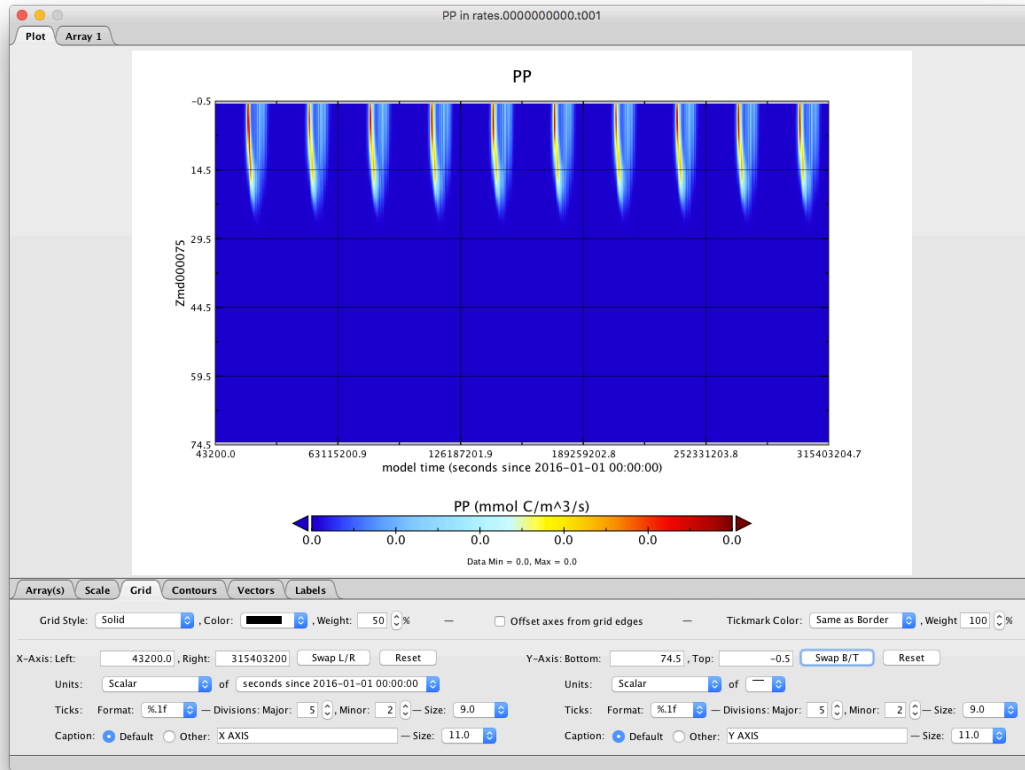 PP in rates.0000000000.t001
Plot Array 1
PP
-0.5
14.5
29.5
44.5
59.5
74.5
Zmd000075
43200.0 63115200.9 126187201.9 189259202.8 252331203.8 315403204.7
model time (seconds since 2016-01-01 00:00:00)
PP (mmol C/m^3/s)
0.0 0.0 0.0 0.0 0.0 0.0
Data Min = 0.0, Max = 0.0
Array(s) Scale Grid Contours Vectors Labels
Grid Style: Solid , Color: , Weight: 50 % — Offset axes from grid edges — Tickmark Color: Same as Border , Weight 100 %
X-Axis: Left: 43200.0 , Right: 315403200 Swap L/R Reset Y-Axis: Bottom: 74.5 , Top: -0.5 Swap B/T Reset
Units: Scalar of seconds since 2016-01-01 00:00:00 Units: Scalar of —
Ticks: Format: %.1f — Divisions: Major: 5 , Minor: 2 — Size: 9.0 Ticks: Format: %.1f — Divisions: Major: 5 , Minor: 2 — Size: 9.0
Caption: Default Other: X AXIS — Size: 11.0 Caption: Default Other: Y AXIS — Size: 11.0